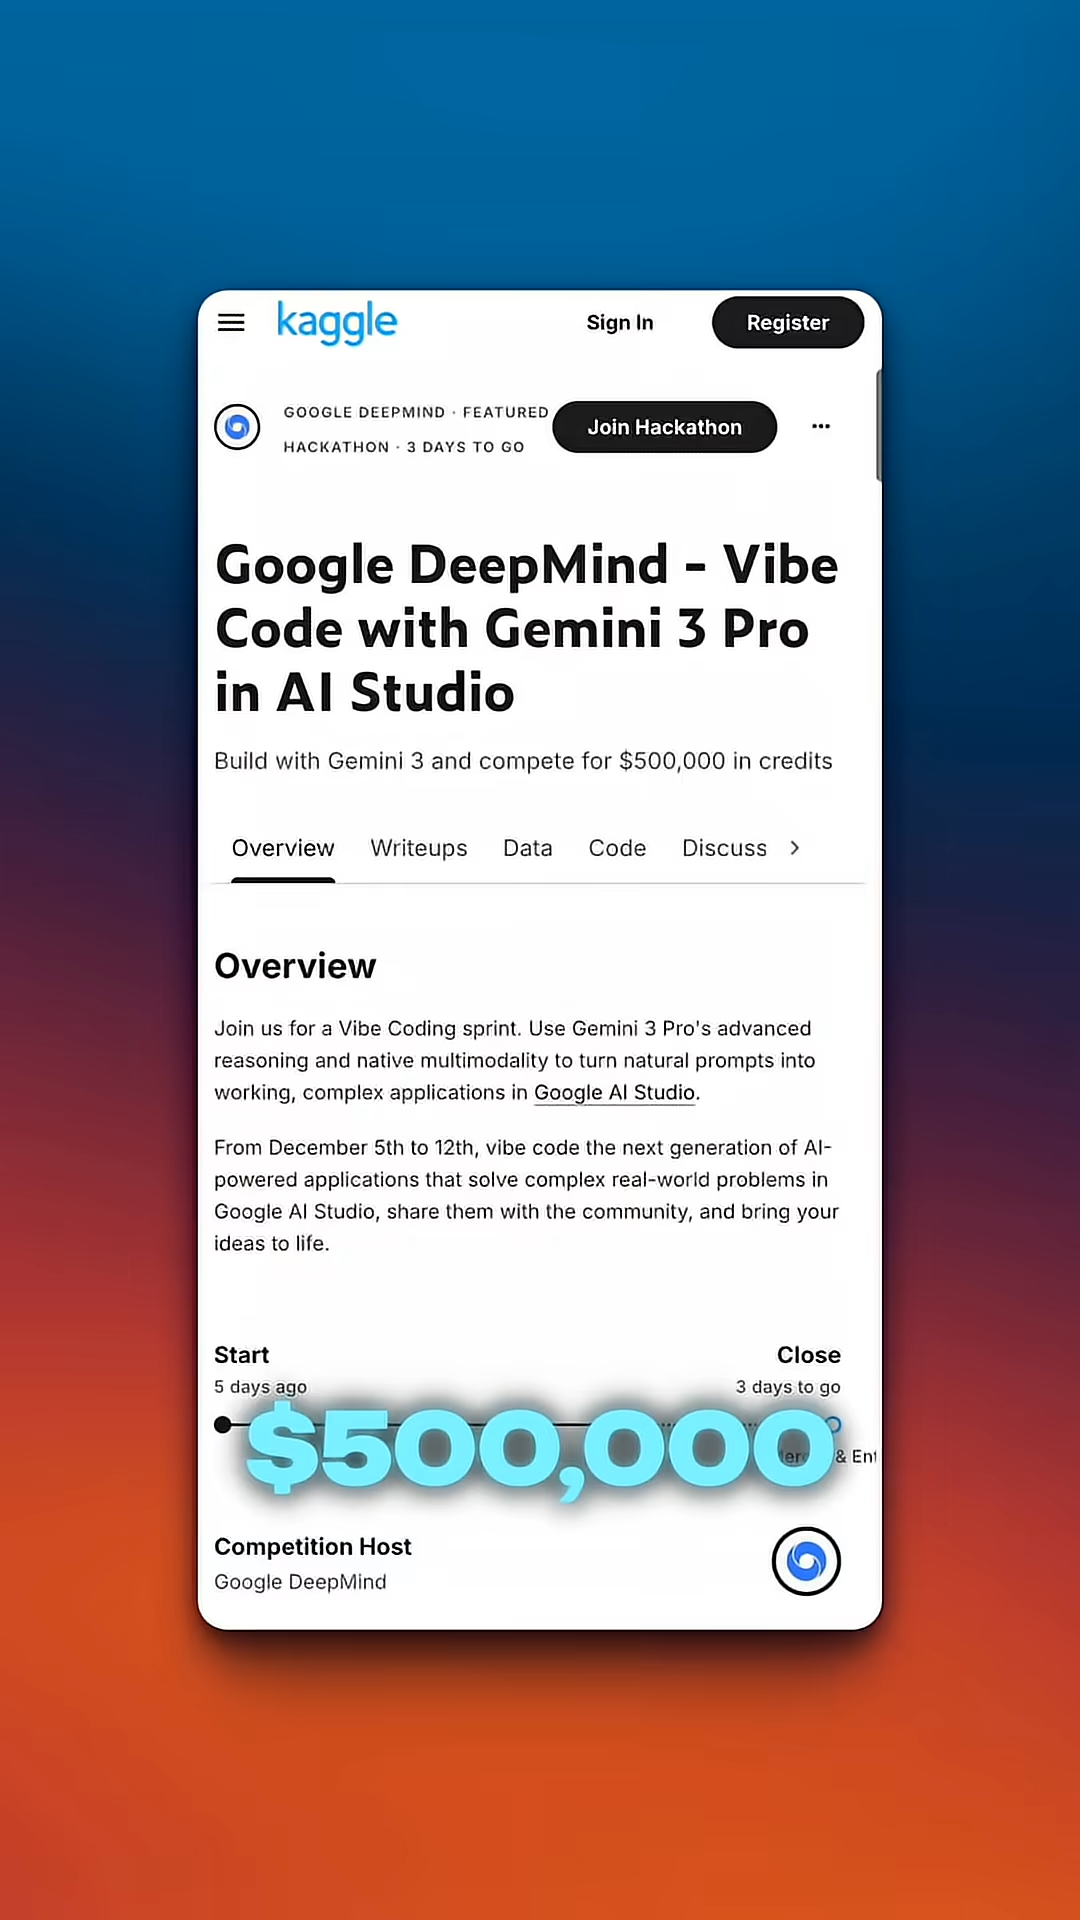 kaggle
Sign In
Register
GOOGLE DEEPMIND · FEATURED
HACKATHON · 3 DAYS TO GO
Join Hackathon
Google DeepMind - Vibe
Code with Gemini 3 Pro
in AI Studio
Build with Gemini 3 and compete for $500,000 in credits
Overview
Writeups
Data
Code
Discuss
Overview
Join us for a Vibe Coding sprint. Use Gemini 3 Pro's advanced
reasoning and native multimodality to turn natural prompts into
working, complex applications in Google AI Studio.
From December 5th to 12th, vibe code the next generation of AI-
powered applications that solve complex real-world problems in
Google AI Studio, share them with the community, and bring your
ideas to life.
Start
Close
5 days ago
3 days to go
$500,000
& Ent
Competition Host
Google DeepMind